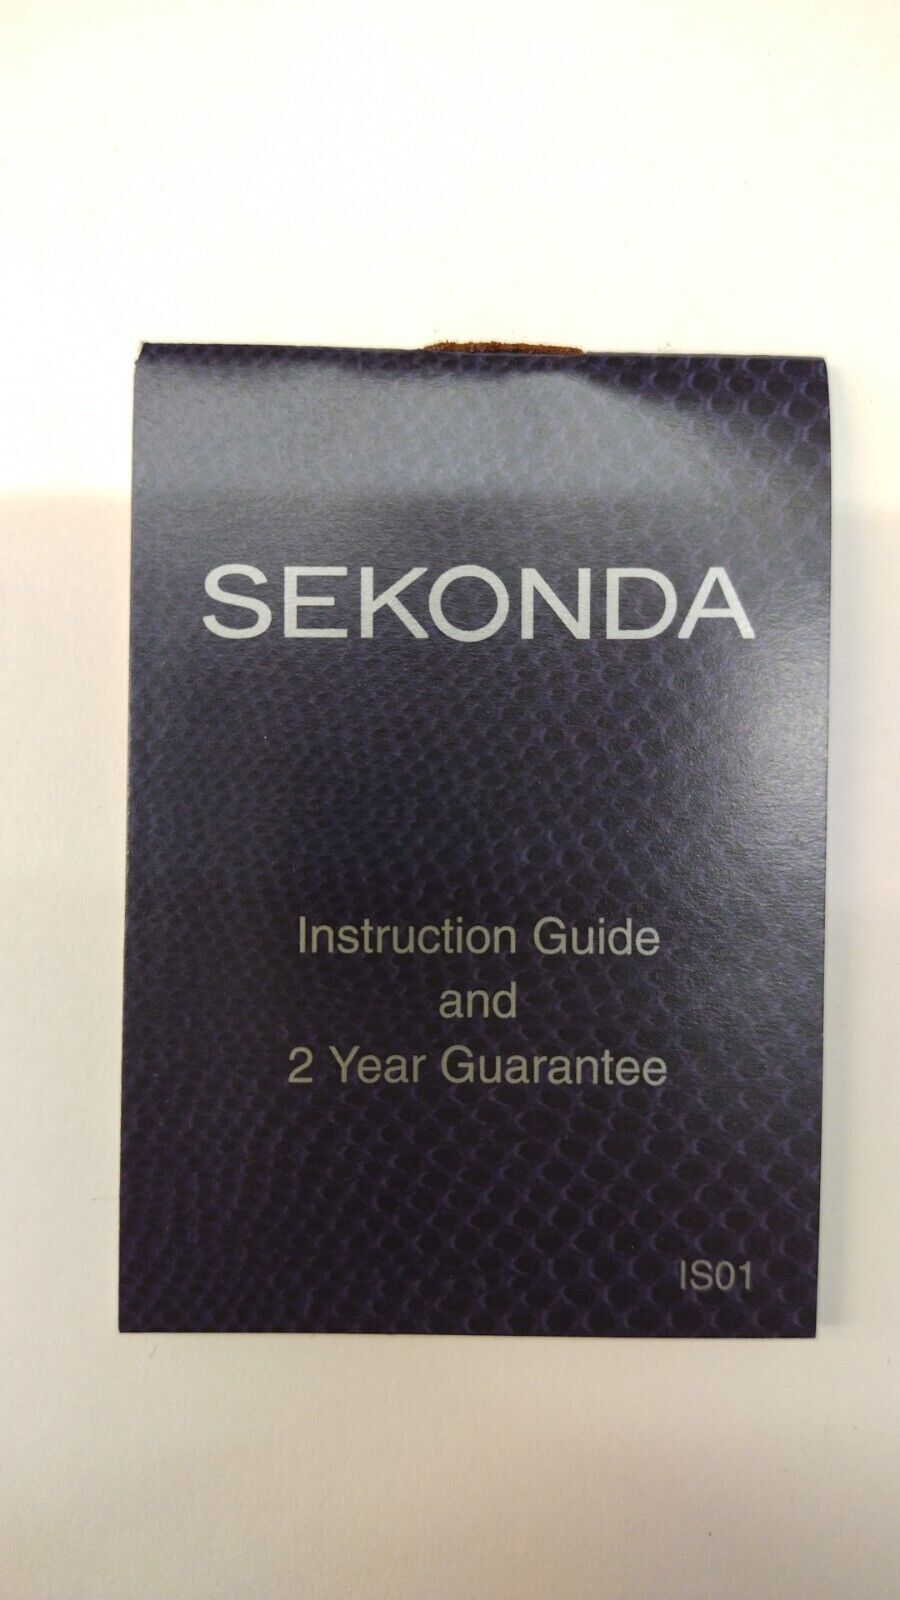 SEKONDA
Instruction Guide
and
2 Year Guarantee
IS01